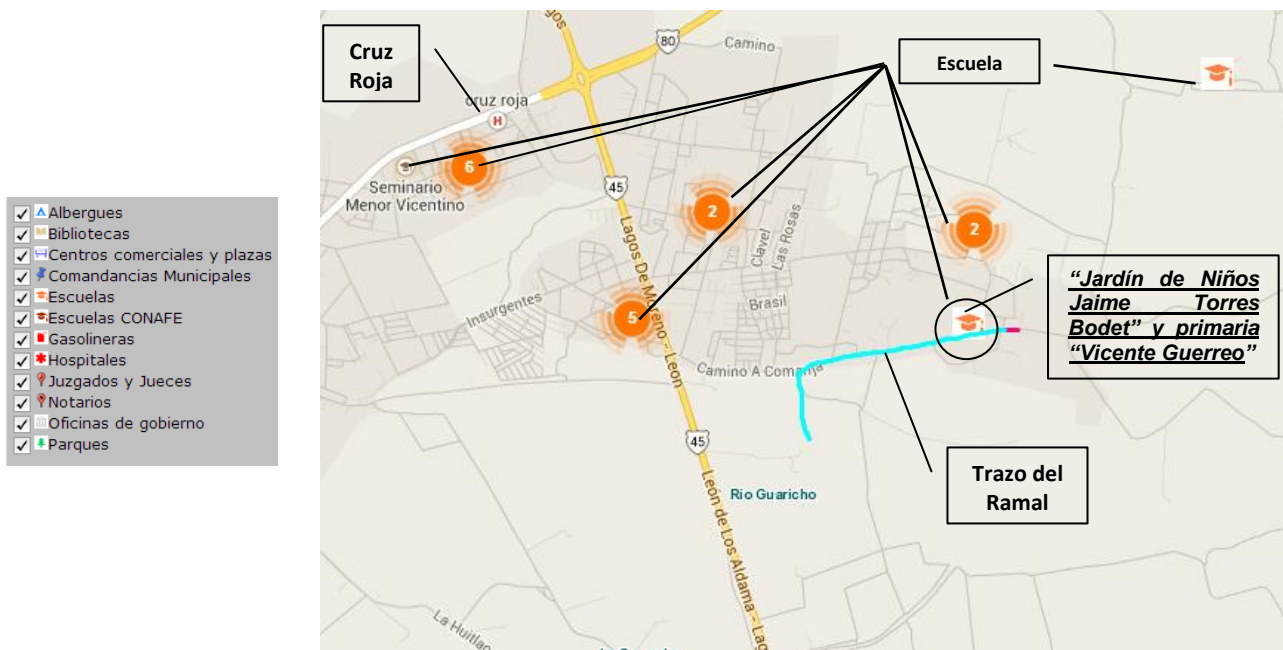 Albergues
Bibliotecas
Centros comerciales y plazas
Comandancias Municipales
Escuelas
Escuelas CONAFE
Gasolineras
Hospitales
Juzgados y Jueces
Notarios
Oficinas de gobierno
Parques
Cruz
Roja
Escuela
Lagos
80
Camino
cruz roja
H
6
Seminario
Menor Vicentino
45
2
2
Clavel
Las Rosas
Lagos De Moreno - León
"Jardín de Niños
Jaime Torres
Bodet" y primaria
"Vicente Guerreo"
Insurgentes
5
Brasil
Camino A Comanja
45
Trazo del
Ramal
Rio Guaricho
León de Los Aldama - Lag
La Huitlac